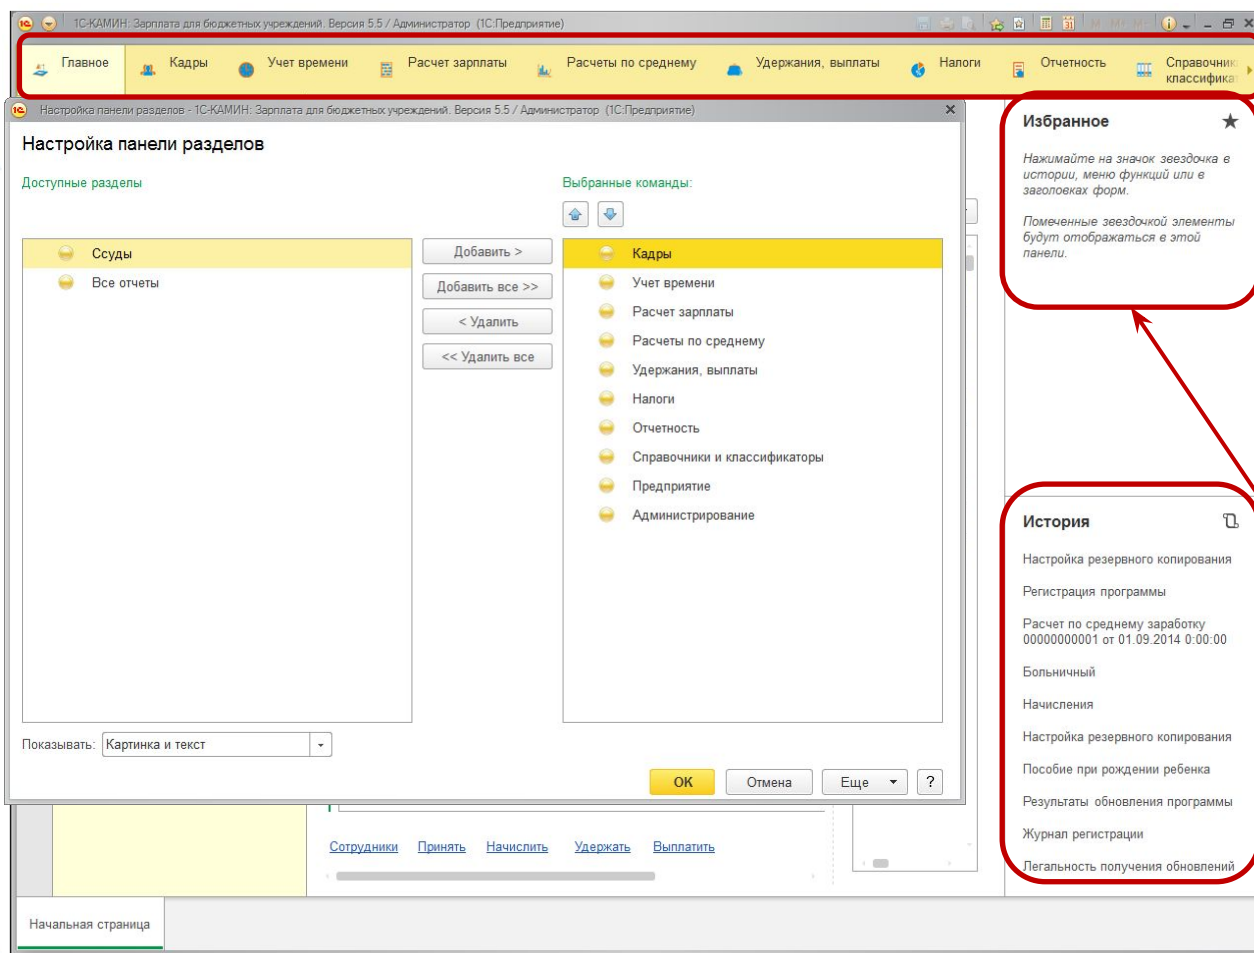 1С-КАМИН: Зарплата для бюджетных учреждений. Версия 5.5 / Администратор (1С:Предприятие)
M M+ M-
Главное
Кадры
Учет времени
Расчет зарплаты
Расчеты по среднему
Удержания, выплаты
Налоги
Отчетность
Справочник
классифика
Настройка панели разделов - 1С-КАМИН: Зарплата для бюджетных учреждений. Версия 5.5 / Администратор (1С:Предприятие)
Настройка панели разделов
Доступные разделы
Выбранные команды:
Ссуды
Все отчеты
Добавить >
Добавить все >>
< Удалить
<< Удалить все
Кадры
Учет времени
Расчет зарплаты
Расчеты по среднему
Удержания, выплаты
Налоги
Отчетность
Справочники и классификаторы
Предприятие
Администрирование
Показывать: Картинка и текст
ОК
Отмена
Еще
?
Избранное
Нажимайте на значок звездочка в
истории, меню функций или в
заголовках форм.
Помеченные звездочкой элементы
будут отображаться в этой
панели.
История
Настройка резервного копирования
Регистрация программы
Расчет по среднему заработку
00000000001 от 01.09.2014 0:00:00
Больничный
Начисления
Настройка резервного копирования
Пособие при рождении ребенка
Результаты обновления программы
Журнал регистрации
Легальность получения обновлений
Сотрудники Принять Начислить Удержать Выплатить
Начальная страница